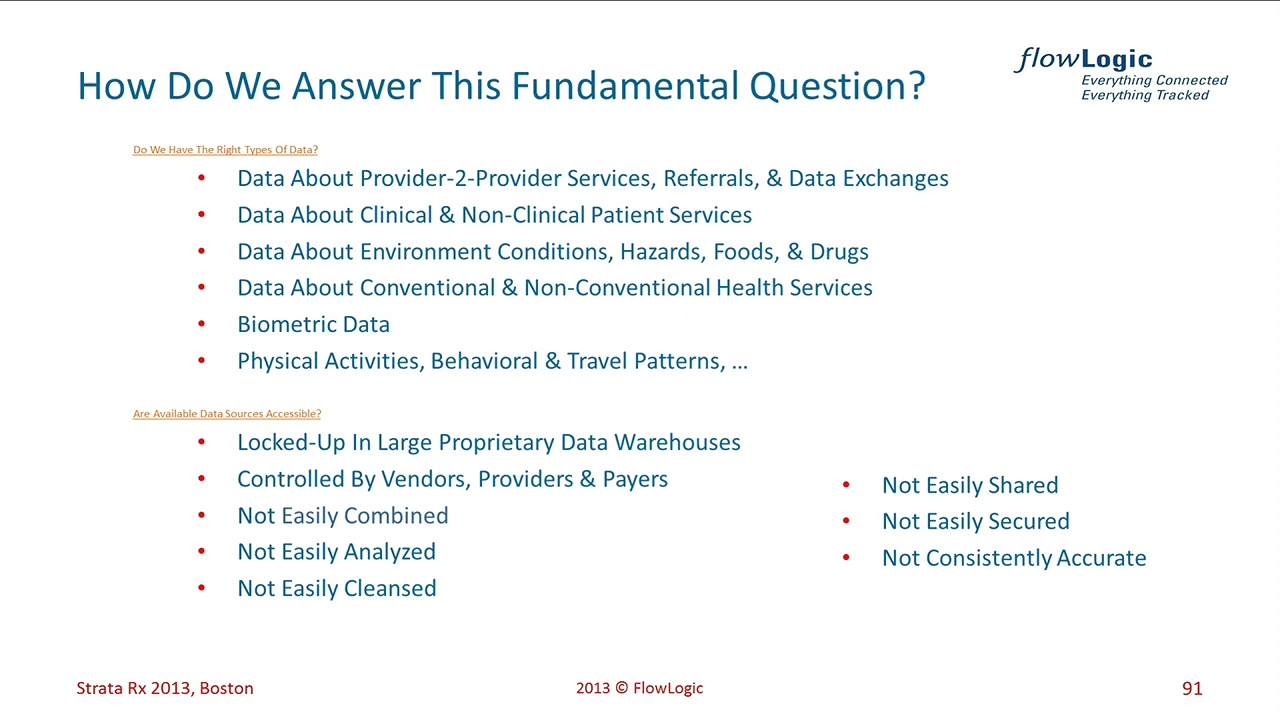 How Do We Answer This Fundamental Question?
flowLogic
Everything Connected
Everything Tracked
Do We Have The Right Types Of Data?
• Data About Provider-2-Provider Services, Referrals, & Data Exchanges
• Data About Clinical & Non-Clinical Patient Services
• Data About Environment Conditions, Hazards, Foods, & Drugs
• Data About Conventional & Non-Conventional Health Services
• Biometric Data
• Physical Activities, Behavioral & Travel Patterns, …
Are Available Data Sources Accessible?
• Locked-Up In Large Proprietary Data Warehouses
• Controlled By Vendors, Providers & Payers
• Not Easily Combined
• Not Easily Analyzed
• Not Easily Cleansed
• Not Easily Shared
• Not Easily Secured
• Not Consistently Accurate
Strata Rx 2013, Boston
2013 © FlowLogic
91